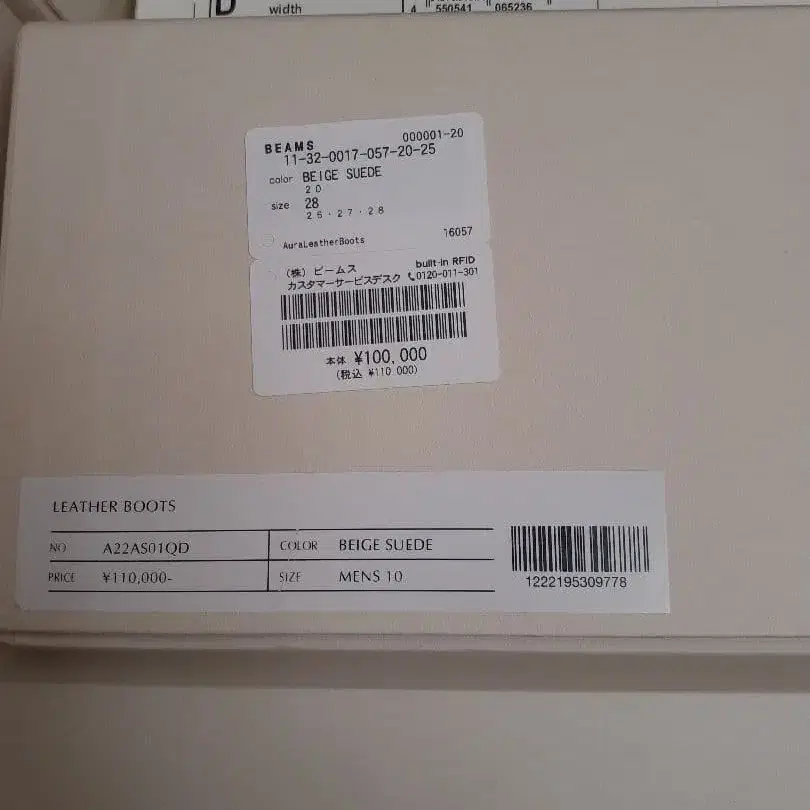 D width
4 550541 065236
BEAMS 000001-20
11-32-0017-057-20-25
color BEIGE SUEDE
20
size 28
26・27・28
AuraLeatherBoots 16057
(株) ビームス built-in RFID
カスタマーサービスデスク 0120-011-301
本体 ¥100,000
(税込 ¥110,000)
LEATHER BOOTS
NO A22AS01QD COLOR BEIGE SUEDE
PRICE ¥110,000- SIZE MENS 10
1222195309778